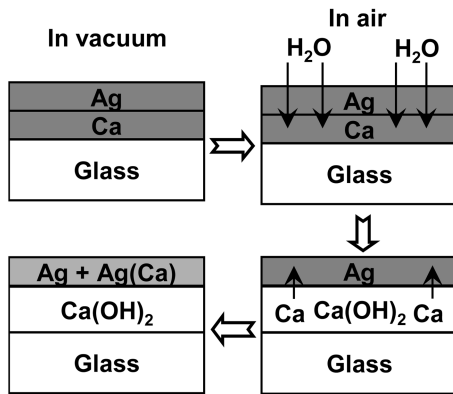 In vacuum
Ag
Ca
Glass
In air
H₂O H₂O
Ag
Ca
Glass
Ag
Ca Ca(OH)₂ Ca
Glass
Ag + Ag(Ca)
Ca(OH)₂
Glass